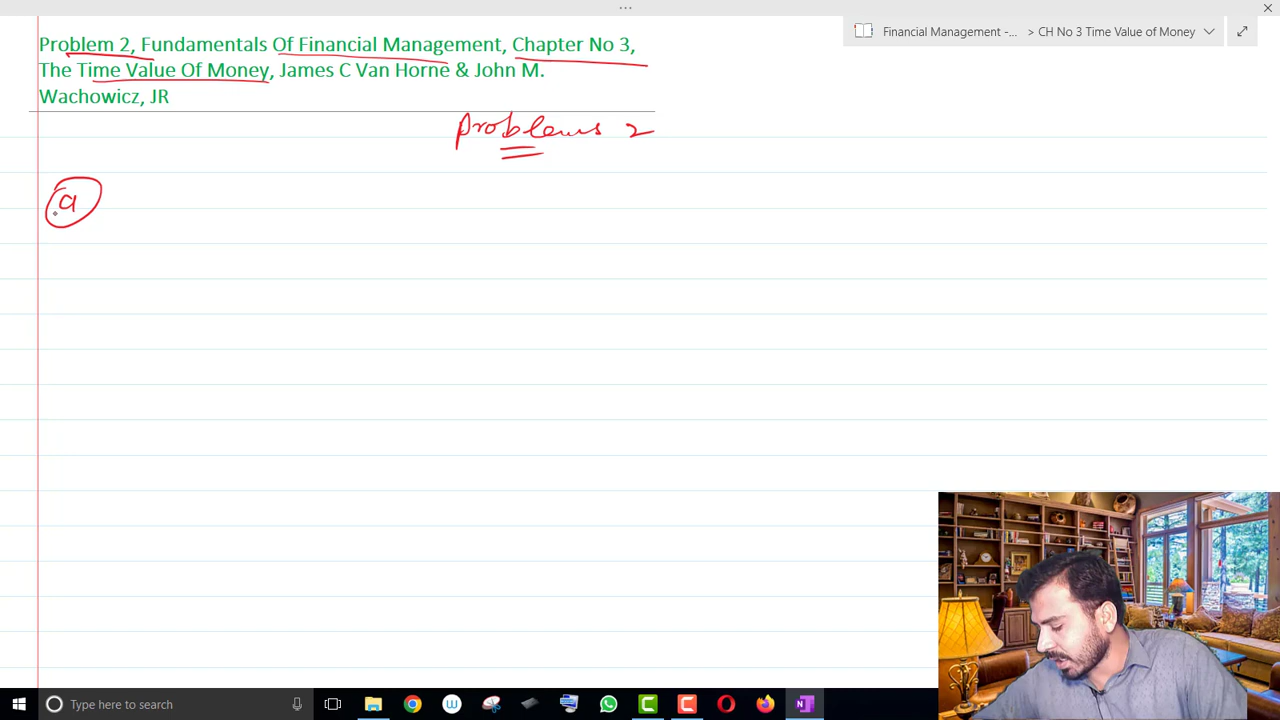 ...
Financial Management -... > CH No 3 Time Value of Money
Problem 2, Fundamentals Of Financial Management, Chapter No 3,
The Time Value Of Money, James C Van Horne & John M.
Wachowicz, JR
Problems 2
a
Type here to search